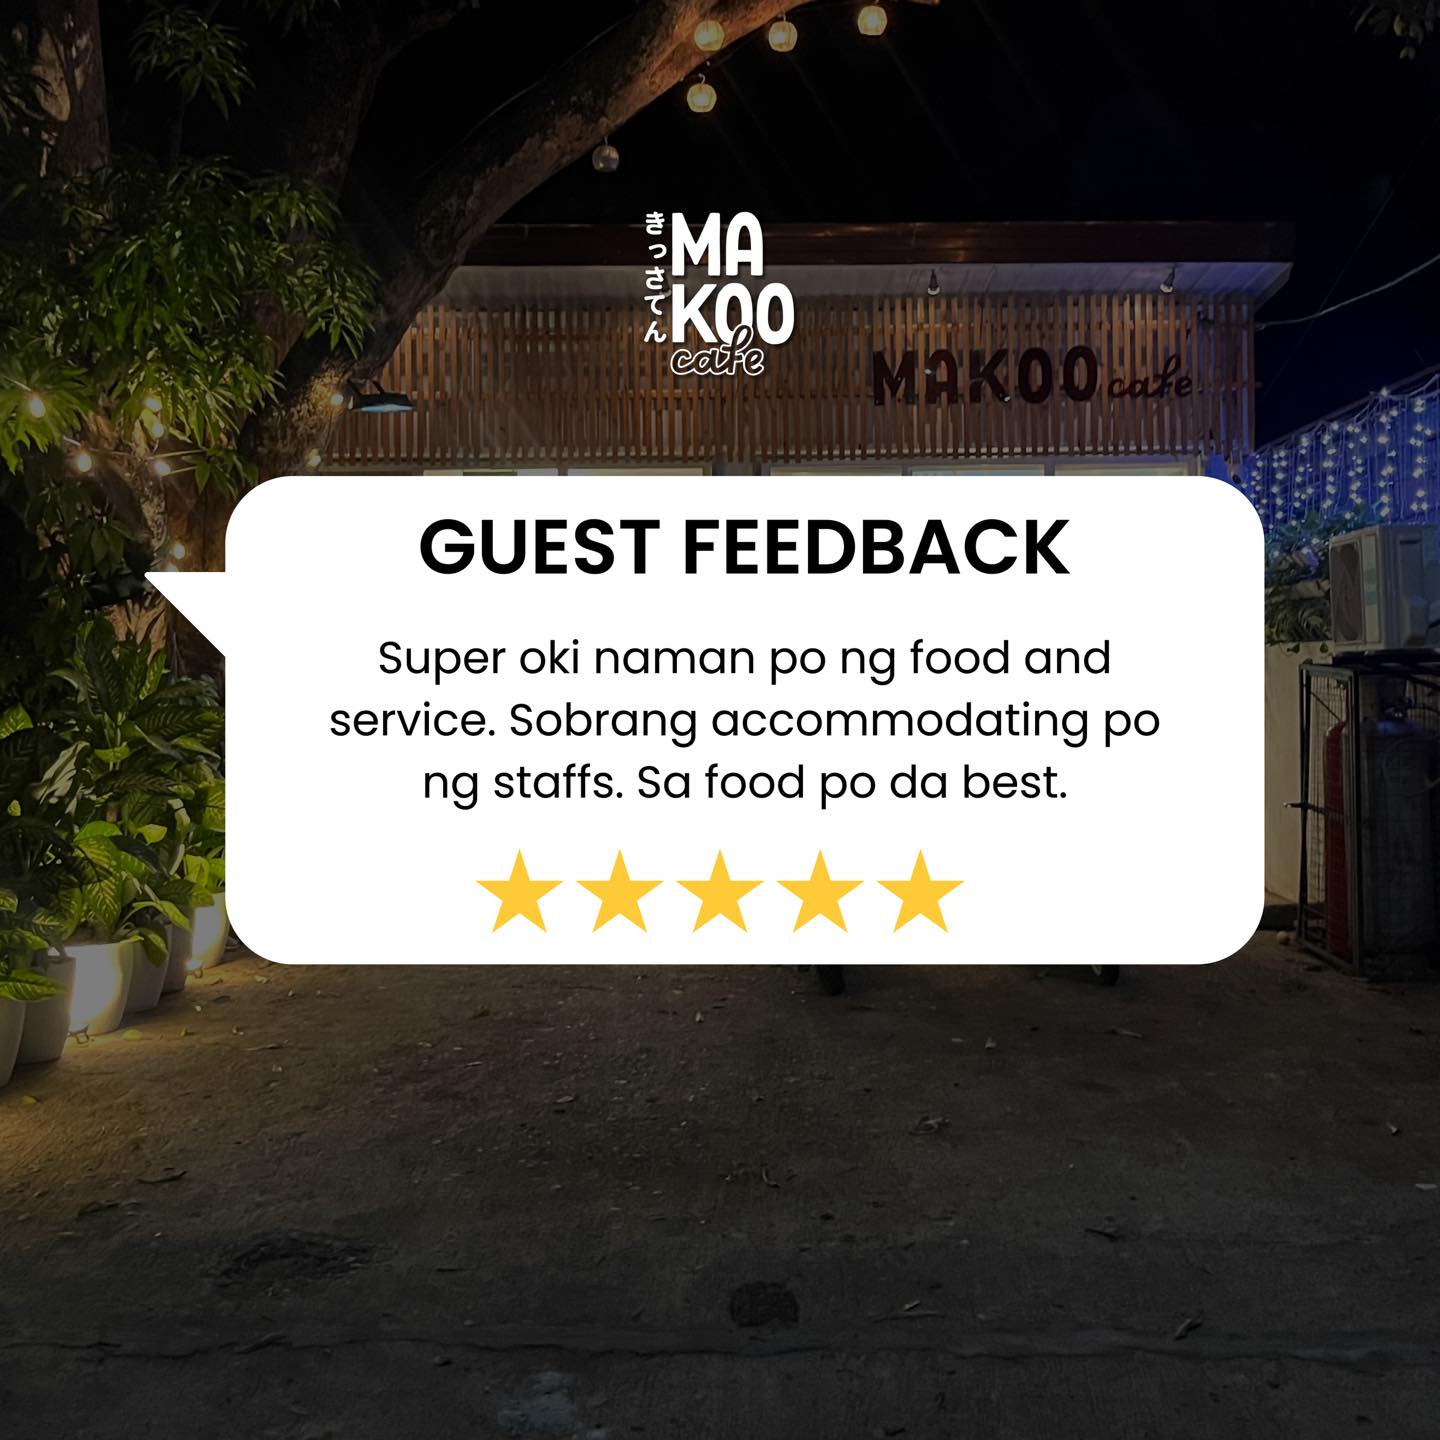 きっさてん
MA
KOO
cafe
MAKOO cafe
GUEST FEEDBACK
Super oki naman po ng food and
service. Sobrang accommodating po
ng staffs. Sa food po da best.